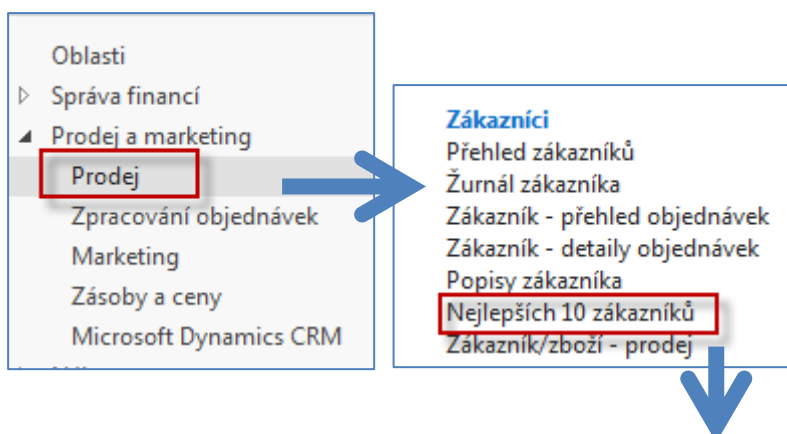 Oblasti
Správa financí
Prodej a marketing
Prodej
Zpracování objednávek
Marketing
Zásoby a ceny
Microsoft Dynamics CRM
Zákazníci
Přehled zákazníků
Žurnál zákazníka
Zákazník - přehled objednávek
Zákazník - detaily objednávek
Popisy zákazníka
Nejlepších 10 zákazníků
Zákazník/zboží - prodej